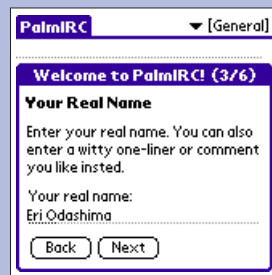 PalmIRC ▼ [General]
Welcome to PalmIRC! (3/6)
Your Real Name
Enter your real name. You can also
enter a witty one-liner or comment
you like insted.
Your real name:
Eri Odashima
Back Next